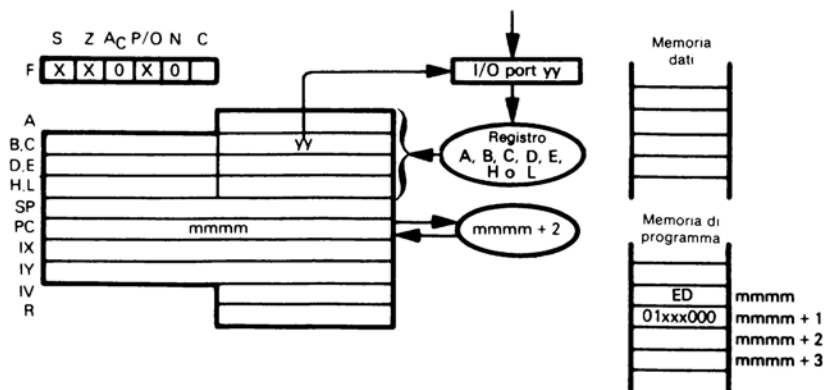 S Z AC P/O N C
F X X 0 X 0
I/O port yy
Memoria
dati
A
B,C yy
D,E
H,L
SP
PC mmmm
IX
IY
IV
R
Registro
A, B, C, D, E,
H o L
mmmm + 2
Memoria di
programma
ED mmmm
01xxx000 mmmm + 1
mmmm + 2
mmmm + 3